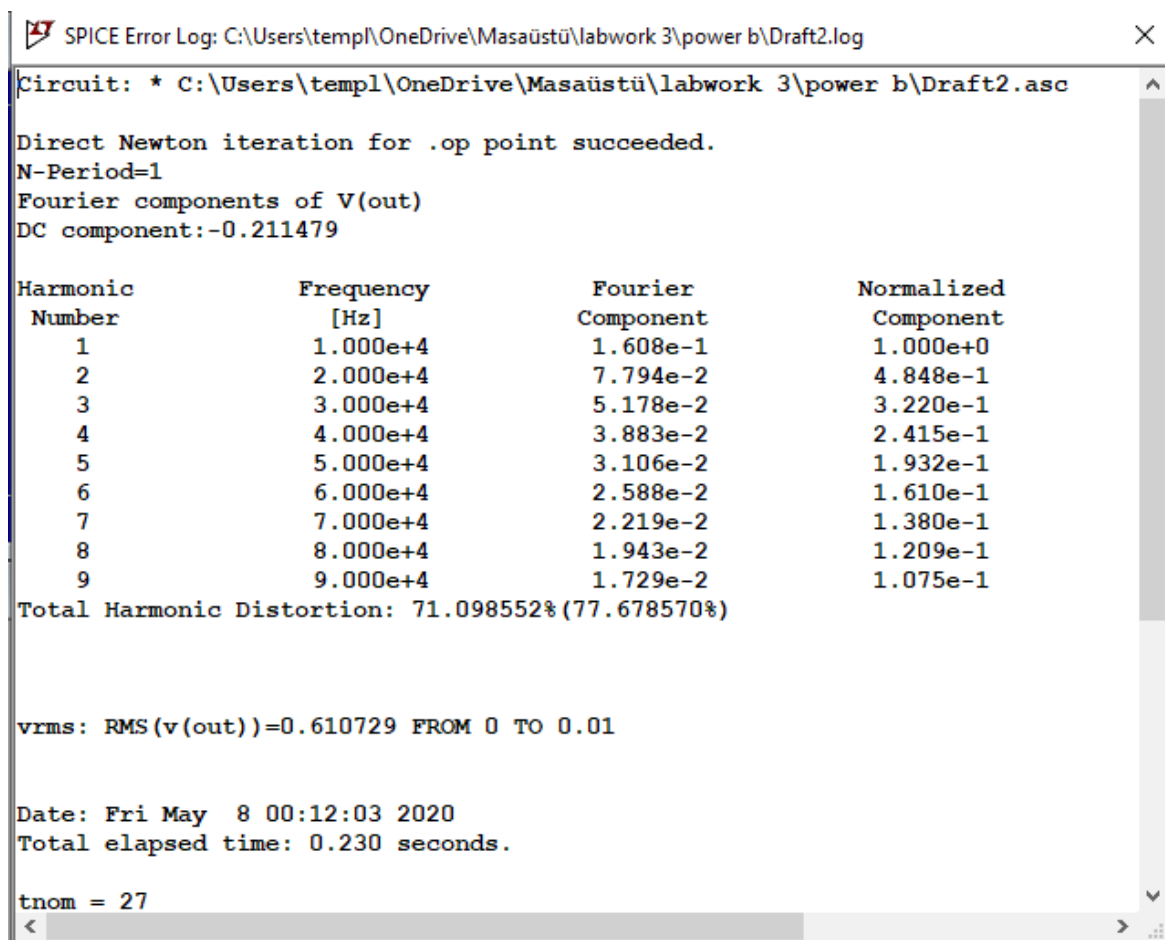 SPICE Error Log: C:\Users\templ\OneDrive\Masaüstü\labwork 3\power b\Draft2.log
Circuit: * C:\Users\templ\OneDrive\Masaüstü\labwork 3\power b\Draft2.asc
Direct Newton iteration for .op point succeeded.
N-Period=1
Fourier components of V(out)
DC component:-0.211479
Harmonic Frequency Fourier Normalized
Number [Hz] Component Component
1 1.000e+4 1.608e-1 1.000e+0
2 2.000e+4 7.794e-2 4.848e-1
3 3.000e+4 5.178e-2 3.220e-1
4 4.000e+4 3.883e-2 2.415e-1
5 5.000e+4 3.106e-2 1.932e-1
6 6.000e+4 2.588e-2 1.610e-1
7 7.000e+4 2.219e-2 1.380e-1
8 8.000e+4 1.943e-2 1.209e-1
9 9.000e+4 1.729e-2 1.075e-1
Total Harmonic Distortion: 71.098552%(77.678570%)
vrms: RMS(v(out))=0.610729 FROM 0 TO 0.01
Date: Fri May 8 00:12:03 2020
Total elapsed time: 0.230 seconds.
tnom = 27